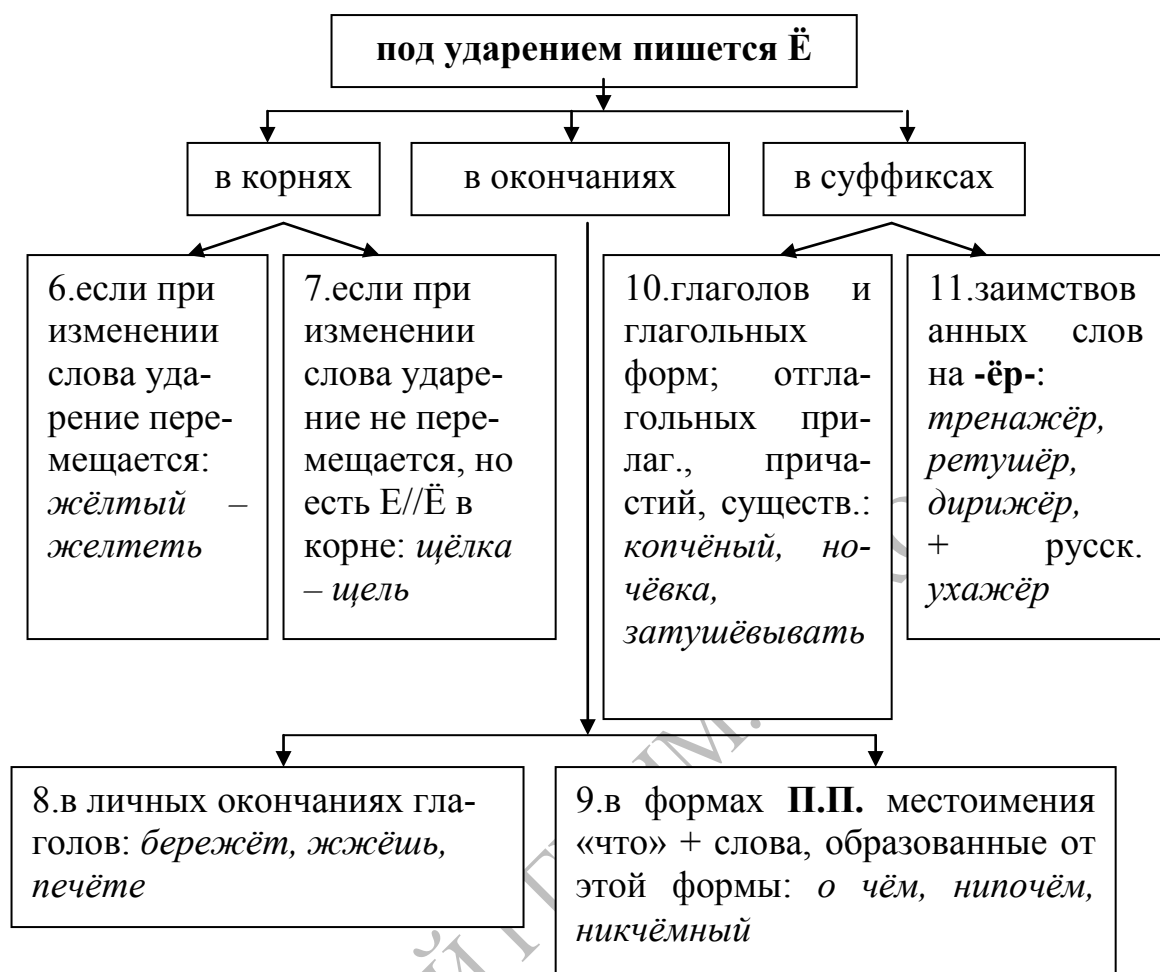 под ударением пишется Ё
в корнях
в окончаниях
в суффиксах
6.если при
изменении
слова уда-
рение пере-
мещается:
жёлтый –
желтеть
7.если при
изменении
слова ударе-
ние не пере-
мещается, но
есть Е//Ё в
корне: щёлка
– щель
10.глаголов и
глагольных
форм; отгла-
гольных при-
лаг., прича-
стий, существ.:
копчёный, но-
чёвка,
затушёвывать
11.заимствов
анных слов
на -ёр-:
тренажёр,
ретушёр,
дирижёр,
+ русск.
ухажёр
8.в личных окончаниях гла-
голов: бережёт, жжёшь,
печёте
9.в формах П.П. местоимения
«что» + слова, образованные от
этой формы: о чём, нипочём,
никчёмный